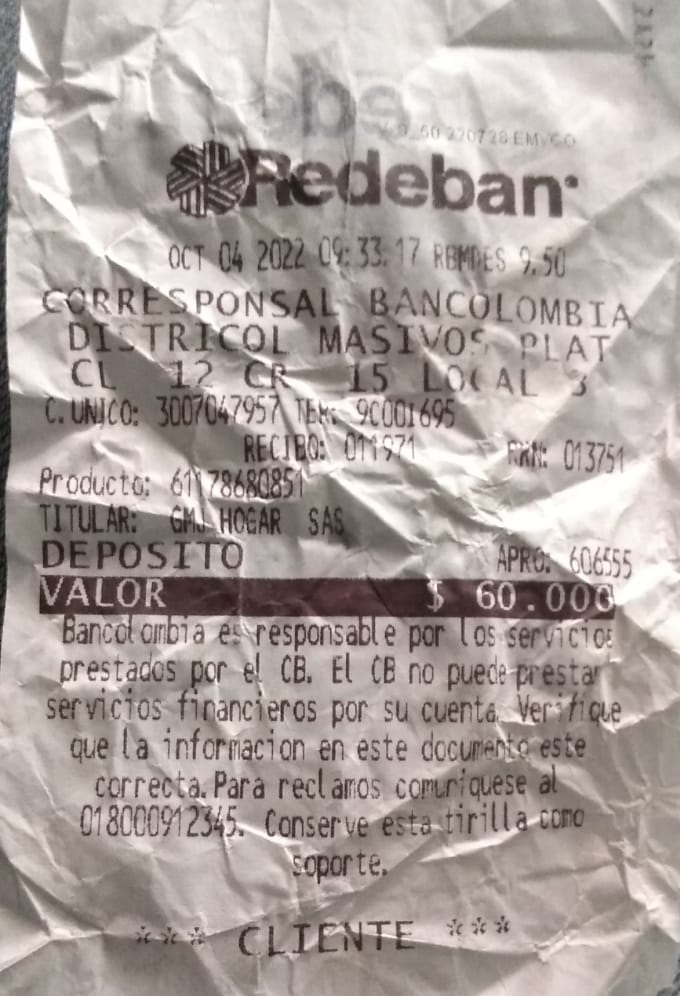 Redeban
OCT 04 2022 09:33:17 RBMDES 9.50
CORRESPONSAL BANCOLOMBIA
DISTRICOL MASIVOS PLAT
CL 12 CR 15 LOCAL 3
C.UNICO: 3007047957 TER: 9C001695
RECIBO: 011971 RRN: 013751
Producto: 61178680851
TITULAR: GMJ HOGAR SAS
DEPOSITO APRO: 606555
VALOR $ 60.000
Bancolombia es responsable por los servicios
prestados por el CB. El CB no puede prestar
servicios financieros por su cuenta. Verifique
que la informacion en este documento este
correcta.Para reclamos comuniquese al
018000912345. Conserve esta tirilla como
soporte.
*** CLIENTE ***